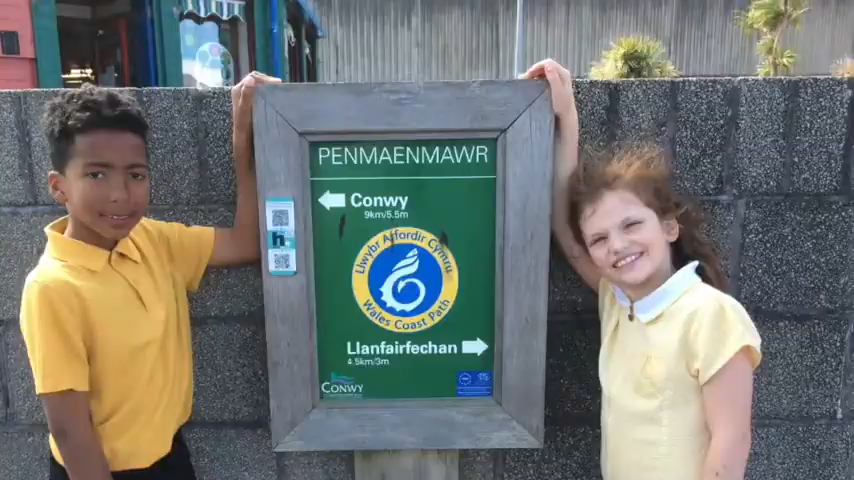 PENMAENMAWR
Conwy
9km/5.5m
Llwybr Arfordir Cymru
Wales Coast Path
Llanfairfechan
4.5km/3m
CONWY